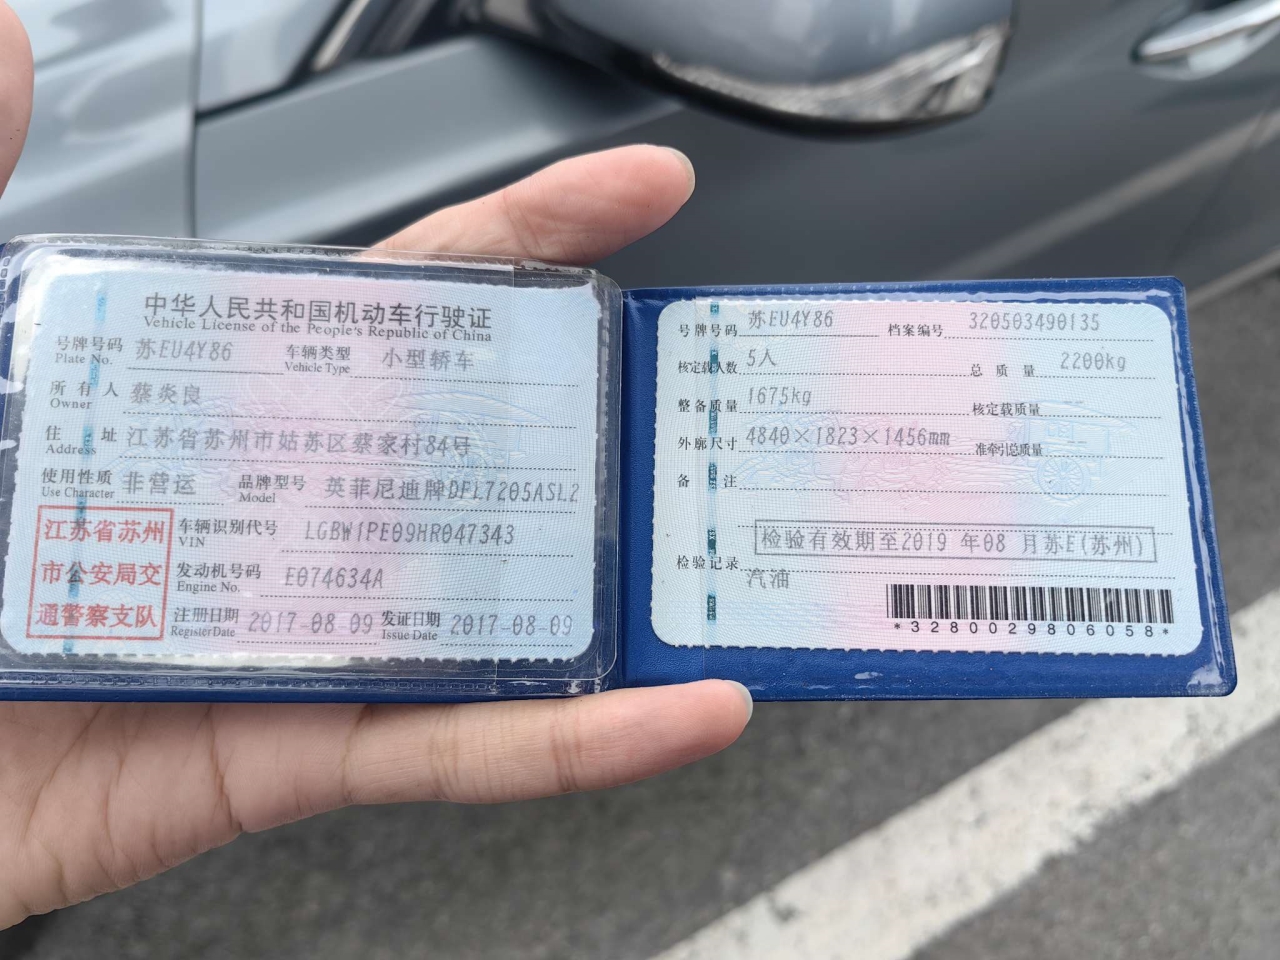 中华人民共和国机动车行驶证
Vehicle License of the People's Republic of China
号牌号码 苏EU4Y86 车辆类型 小型轿车
Plate No. Vehicle Type
所有人 蔡炎良
Owner
住址 江苏省苏州市姑苏区蔡家村84号
Address
使用性质 非营运 品牌型号 英菲尼迪牌DFL7205ASL2
Use Character Model
江苏省苏州
市公安局交
通警察支队
车辆识别代号 LGBW1PE09HR047343
VIN
发动机号码 E074634A
Engine No.
注册日期 2017-08-09 发证日期 2017-08-09
Register Date Issue Date
号牌号码 苏EU4Y86 档案编号 320503490135
核定载人数 5人 总质量 2200kg
整备质量 1675kg 核定载质量
外廓尺寸 4840×1823×1456mm 准牵引总质量
备注
检验有效期至2019 年08 月苏E(苏州)
检验记录
汽油
*3280029806058*